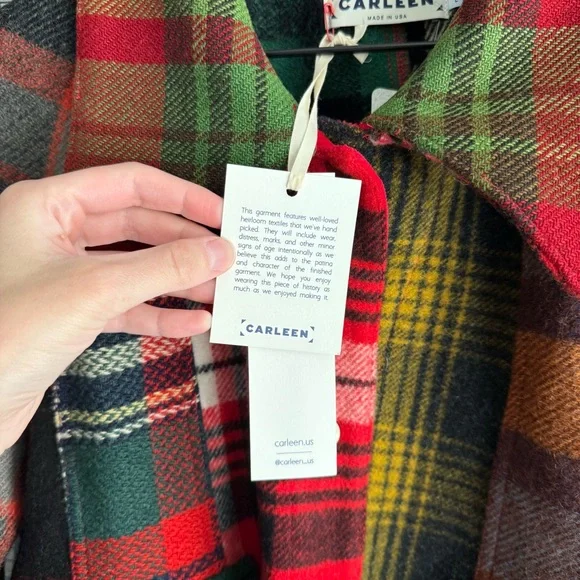 CARLEEN
MADE IN USA
This garment features well-loved
heirloom textiles that we've hand
picked. They will include wear,
distress, marks, and other minor
signs of age intentionally as we
believe this adds to the patina
and character of the finished
garment. We hope you enjoy
wearing this piece of history as
much as we enjoyed making it.
CARLEEN
carleen.us
@carleen_us